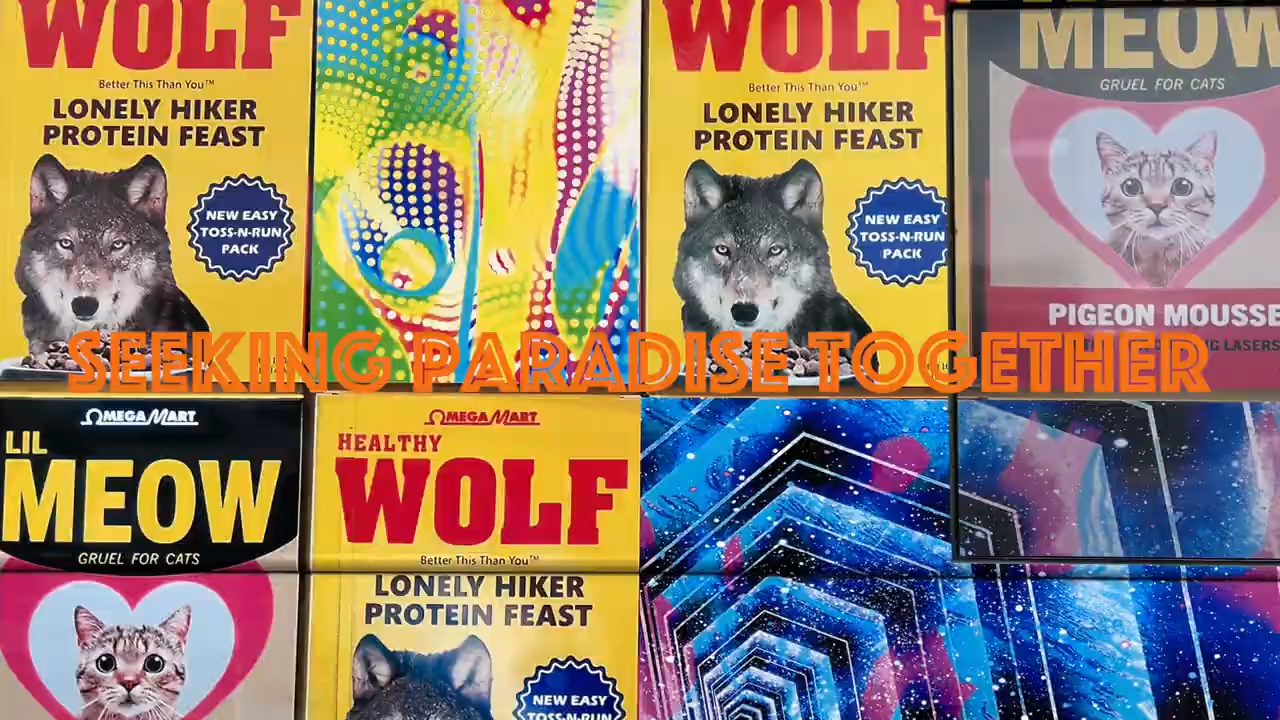 WOLF
Better This Than You™
LONELY HIKER
PROTEIN FEAST
NEW EASY
TOSS-N-RUN
PACK
WOLF
Better This Than You™
LONELY HIKER
PROTEIN FEAST
NEW EASY
TOSS-N-RUN
PACK
MEOW
GRUEL FOR CATS
PIGEON MOUSSE
LASERS
SEEKING PARADISE TOGETHER
OMEGA MART
LIL
MEOW
GRUEL FOR CATS
OMEGA MART
HEALTHY
WOLF
Better This Than You™
LONELY HIKER
PROTEIN FEAST
NEW EASY
TOSS-N-RUN